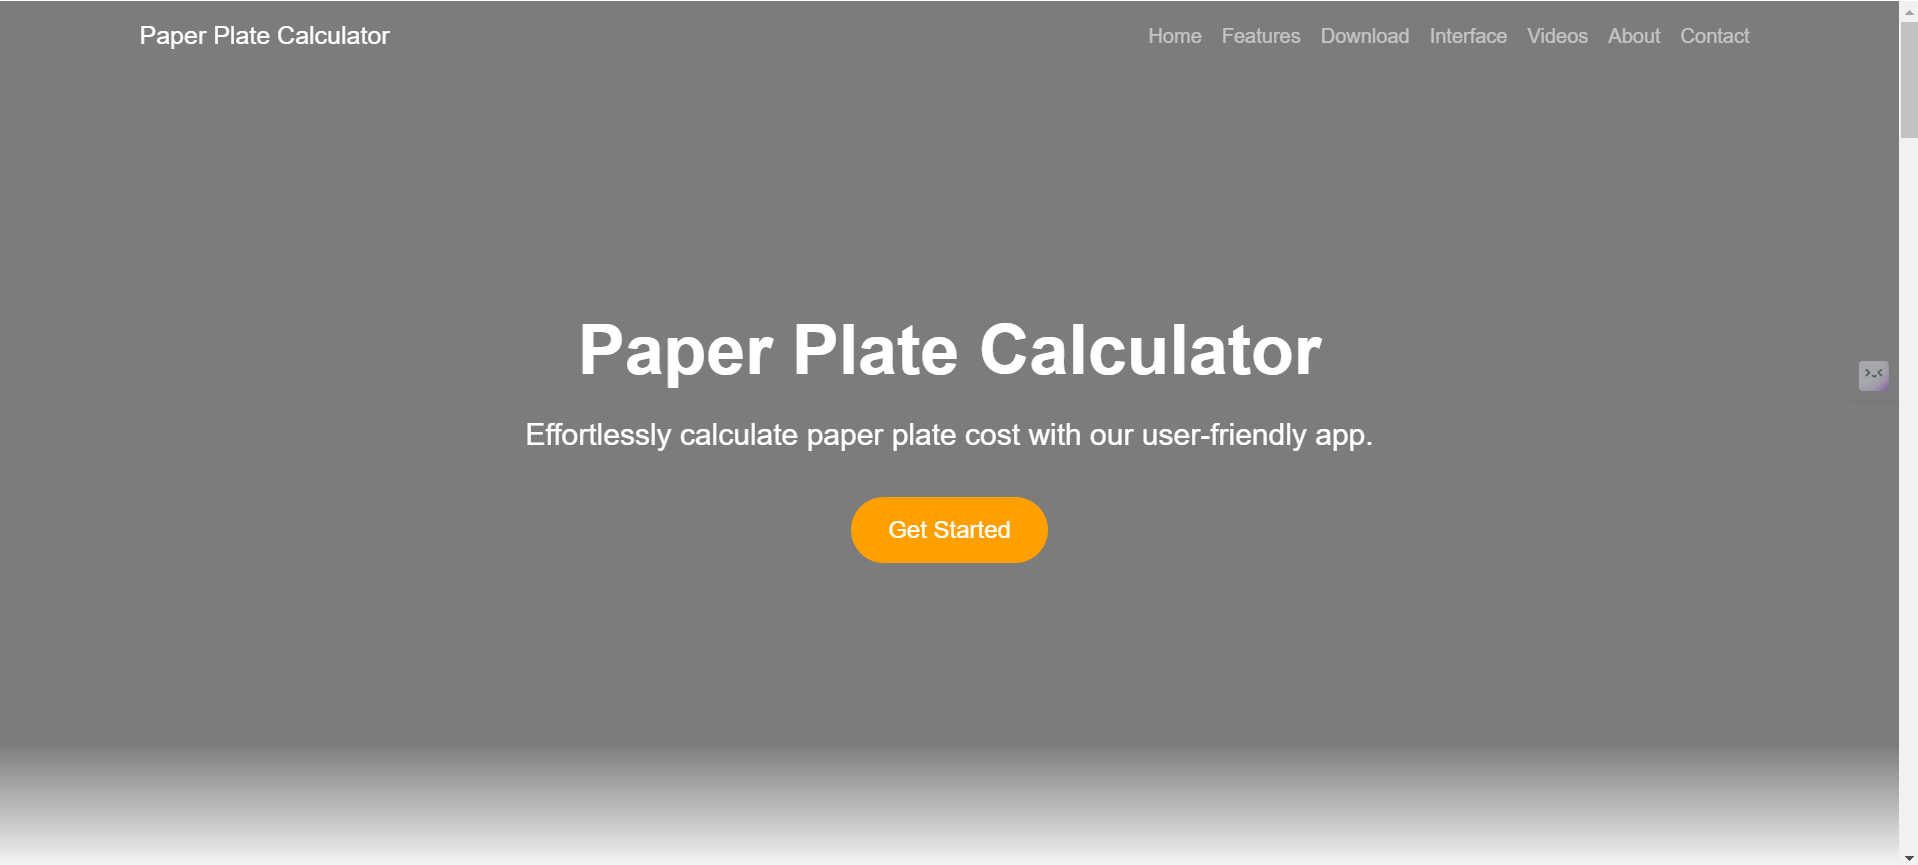 Paper Plate Calculator
Home Features Download Interface Videos About Contact
Paper Plate Calculator
Effortlessly calculate paper plate cost with our user-friendly app.
Get Started